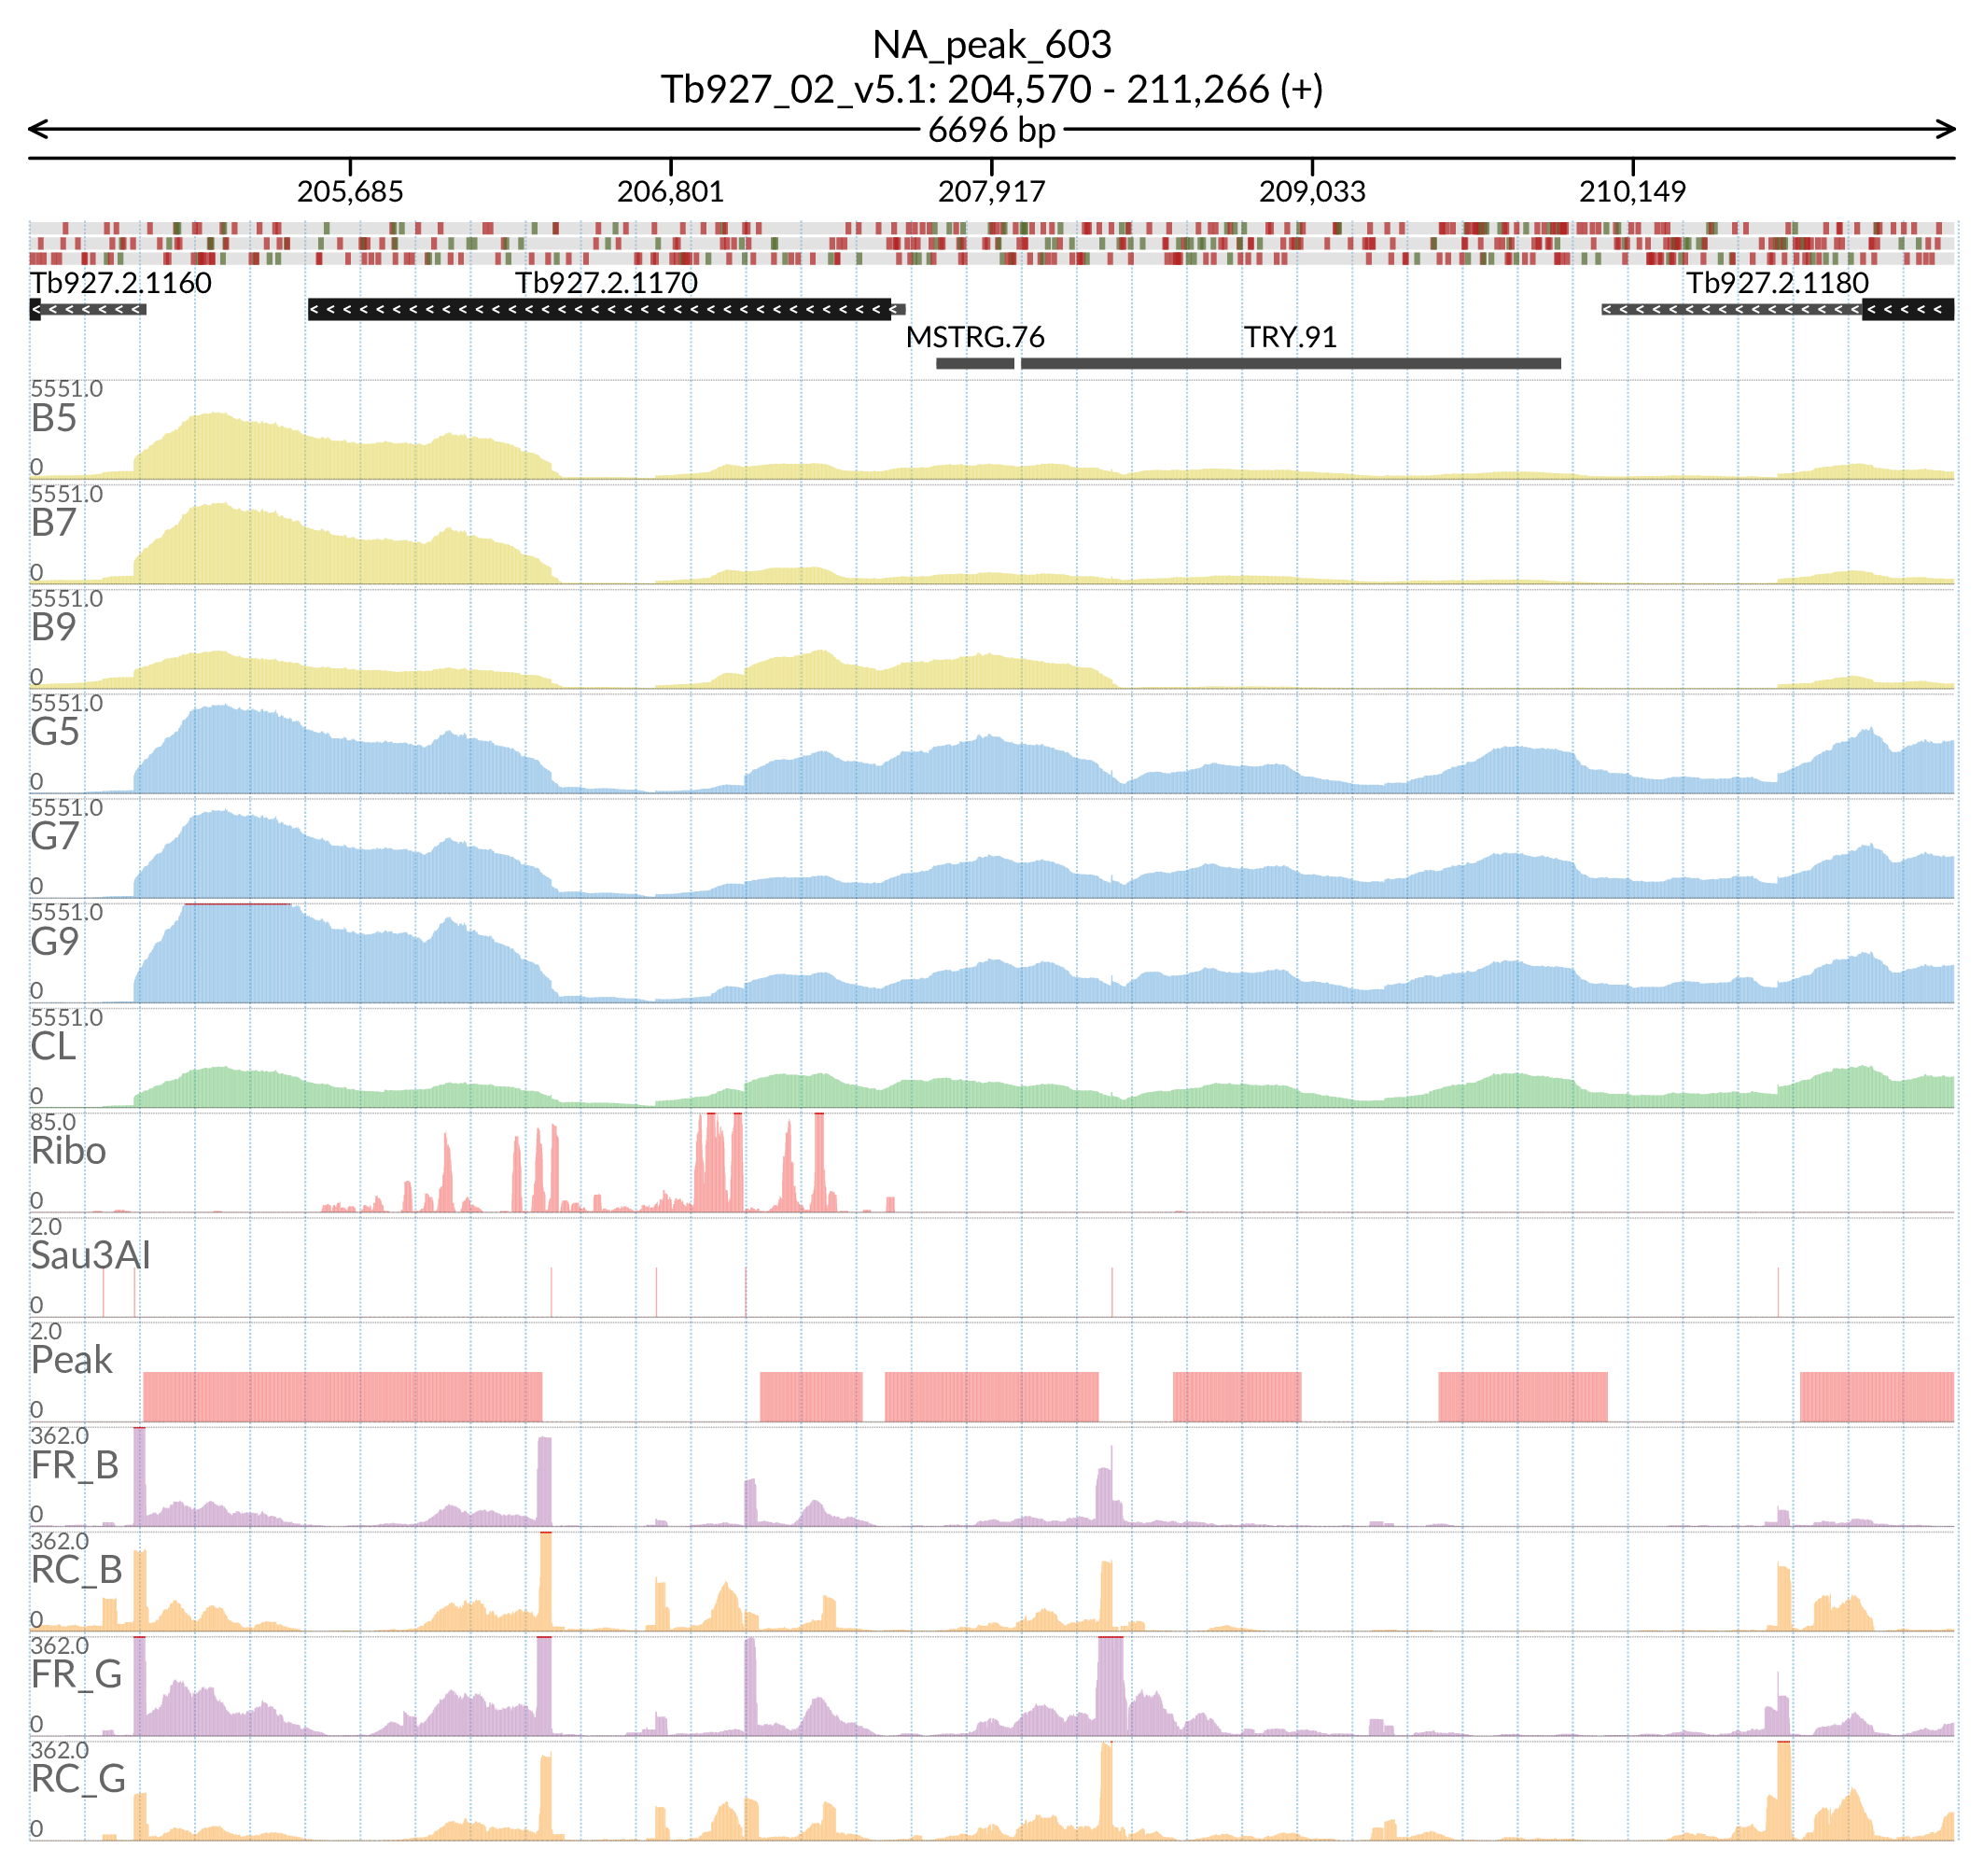 NA_peak_603
Tb927_02_v5.1: 204,570 - 211,266 (+)
6696 bp
205,685 206,801 207,917 209,033 210,149
Tb927.2.1160 Tb927.2.1170 Tb927.2.1180
MSTRG.76 TRY.91
5551.0
B5
0
5551.0
B7
0
5551.0
B9
0
5551.0
G5
0
5551.0
G7
0
5551.0
G9
0
5551.0
CL
0
85.0
Ribo
0
2.0
Sau3AI
0
2.0
Peak
0
362.0
FR_B
0
362.0
RC_B
0
362.0
FR_G
0
362.0
RC_G
0